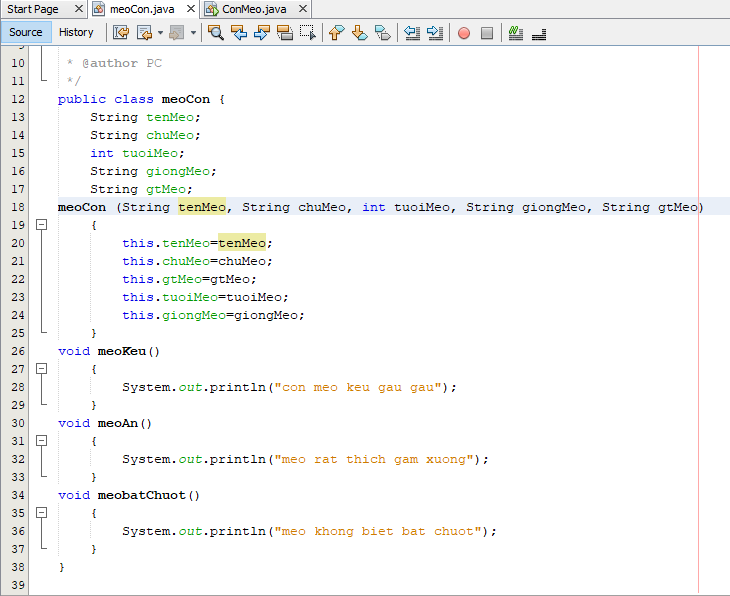 Start Page meoCon.java ConMeo.java
Source History
10 * @author PC
11 */
12 public class meoCon {
13 String tenMeo;
14 String chuMeo;
15 int tuoiMeo;
16 String giongMeo;
17 String gtMeo;
18 meoCon (String tenMeo, String chuMeo, int tuoiMeo, String giongMeo, String gtMeo)
19 {
20 this.tenMeo=tenMeo;
21 this.chuMeo=chuMeo;
22 this.gtMeo=gtMeo;
23 this.tuoiMeo=tuoiMeo;
24 this.giongMeo=giongMeo;
25 }
26 void meoKeu()
27 {
28 System.out.println("con meo keu gau gau");
29 }
30 void meoAn()
31 {
32 System.out.println("meo rat thich gam xuong");
33 }
34 void meobatChuot()
35 {
36 System.out.println("meo khong biet bat chuot");
37 }
38 }
39